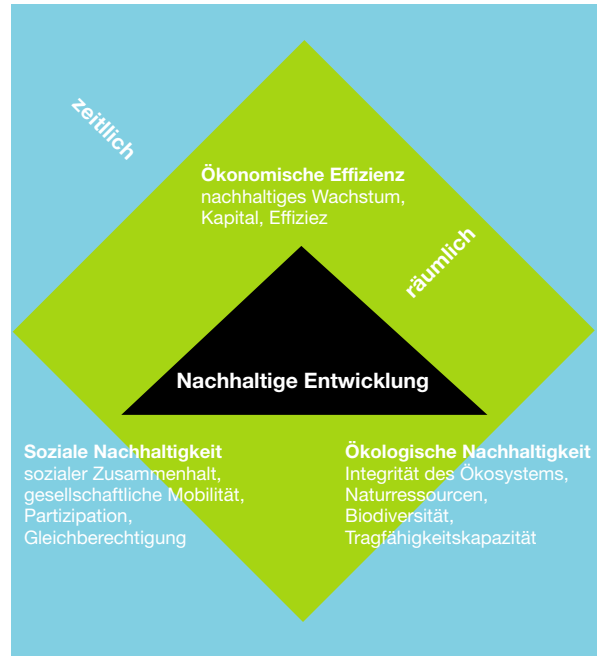 zeitllich
Ökonomische Effizienz
nachhaltiges Wachstum,
Kapital, Effiziez
räumlich
Nachhaltige Entwicklung
Soziale Nachhaltigkeit
sozialer Zusammenhalt,
gesellschaftliche Mobilität,
Partizipation,
Gleichberechtigung
Ökologische Nachhaltigkeit
Integrität des Ökosystems,
Naturressourcen,
Biodiversität,
Tragfähigkeitskapazität